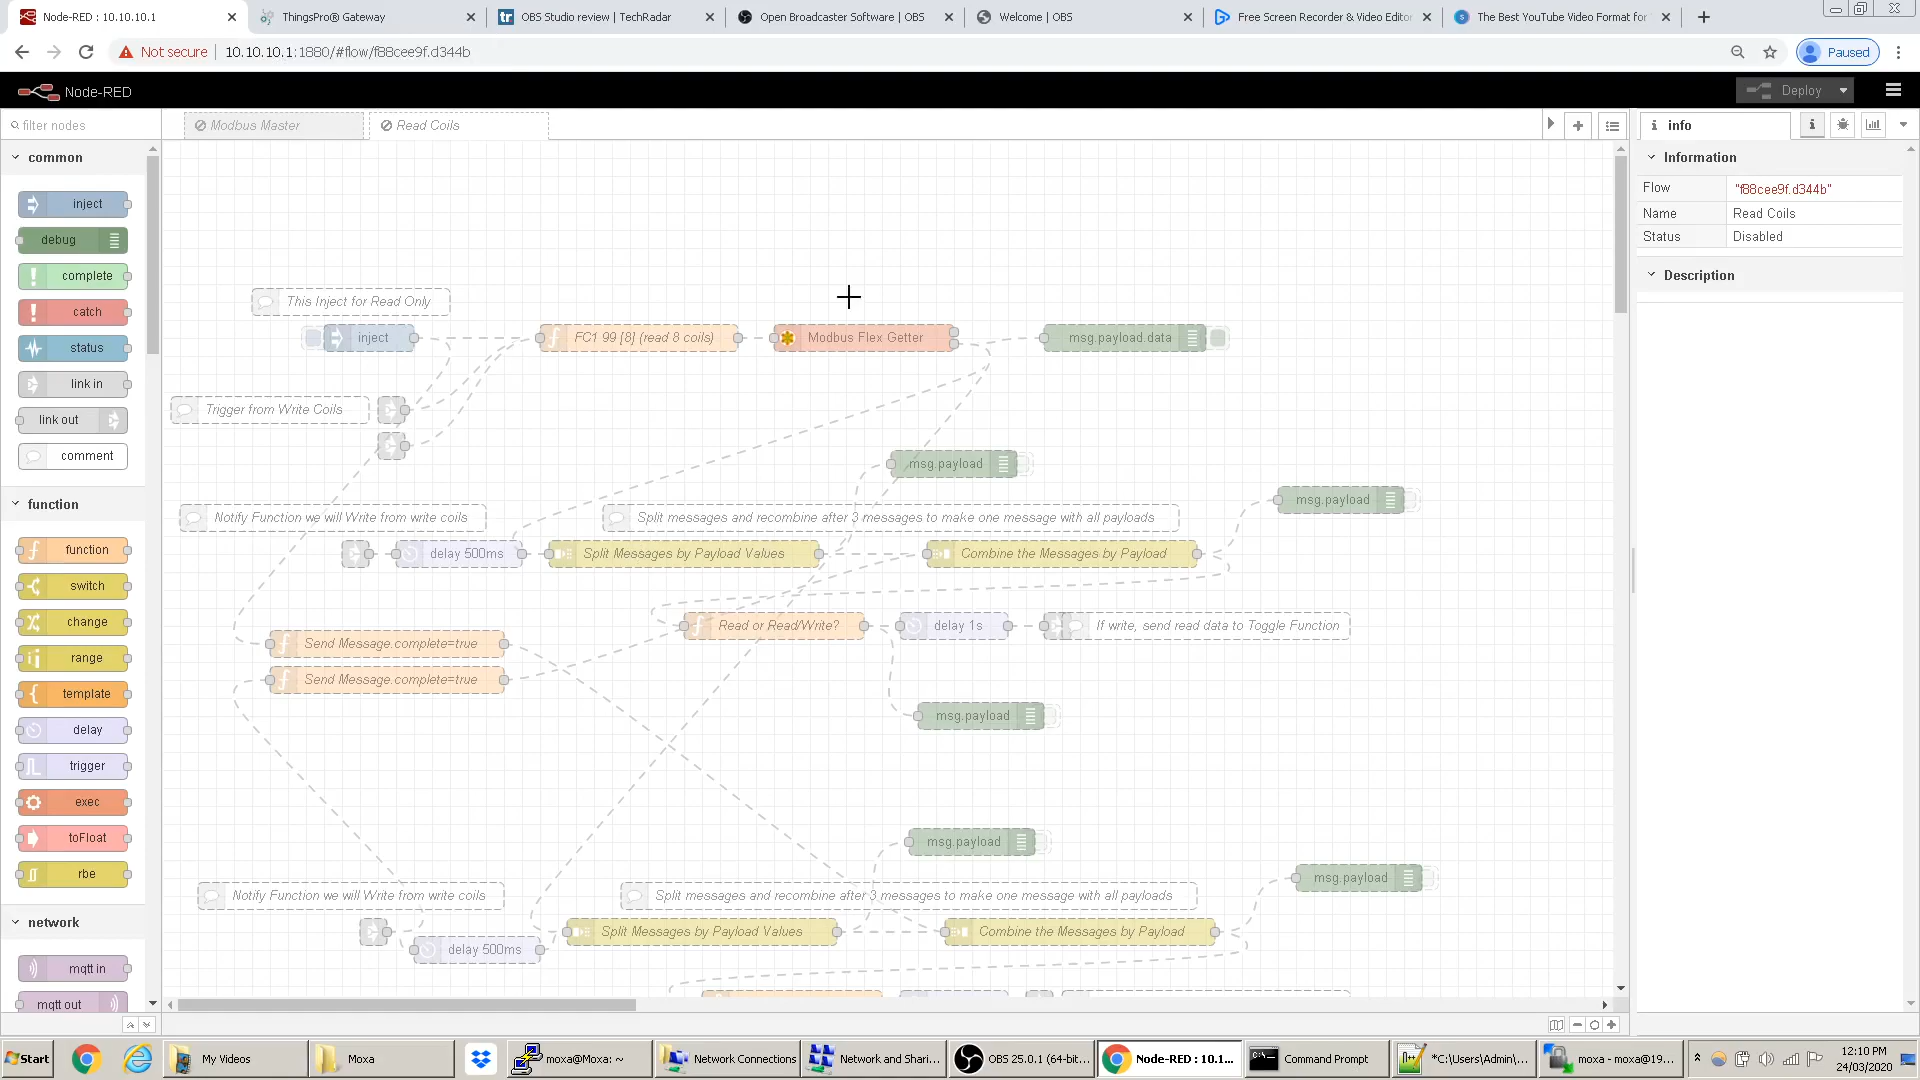 Node-RED : 10.10.10.1
ThingsPro® Gateway
OBS Studio review | TechRadar
Open Broadcaster Software | OBS
Welcome | OBS
Free Screen Recorder & Video Editor
The Best YouTube Video Format for
Not secure
10.10.10.1:1880/#flow/f88cee9f.d344b
Paused
Node-RED
Deploy
filter nodes
Modbus Master
Read Coils
info
common
inject
debug
complete
catch
status
link in
link out
comment
function
function
switch
change
range
template
delay
trigger
exec
toFloat
rbe
network
mqtt in
mqtt out
This Inject for Read Only
inject
FC1 99 [8] (read 8 coils)
Modbus Flex Getter
msg.payload.data
Trigger from Write Coils
msg.payload
msg.payload
Notify Function we will Write from write coils
Split messages and recombine after 3 messages to make one message with all payloads
delay 500ms
Split Messages by Payload Values
Combine the Messages by Payload
Read or Read/Write?
delay 1s
If write, send read data to Toggle Function
Send Message.complete=true
Send Message.complete=true
msg.payload
msg.payload
msg.payload
Notify Function we will Write from write coils
Split messages and recombine after 3 messages to make one message with all payloads
Split Messages by Payload Values
Combine the Messages by Payload
delay 500ms
Information
Flow "f88cee9f.d344b"
Name Read Coils
Status Disabled
Description
Start
My Videos
Moxa
moxa@Moxa: ~
Network Connections
Network and Shari...
OBS 25.0.1 (64-bit...
Node-RED : 10.1...
Command Prompt
*C:\Users\Admin\...
moxa - moxa@19...
12:10 PM
24/03/2020